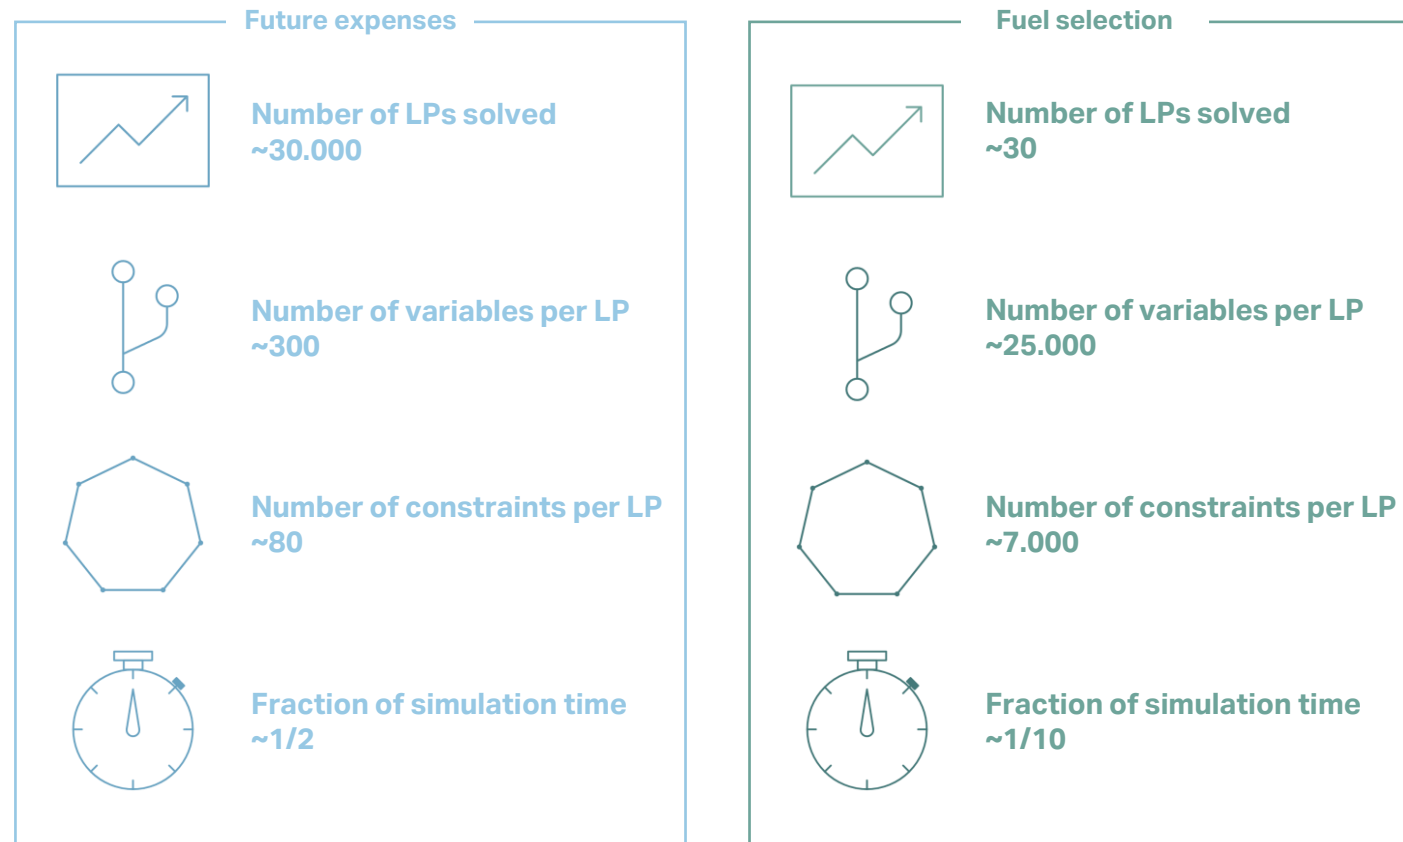 Future expenses
Number of LPs solved
~30.000
Number of variables per LP
~300
Number of constraints per LP
~80
Fraction of simulation time
~1/2
Fuel selection
Number of LPs solved
~30
Number of variables per LP
~25.000
Number of constraints per LP
~7.000
Fraction of simulation time
~1/10